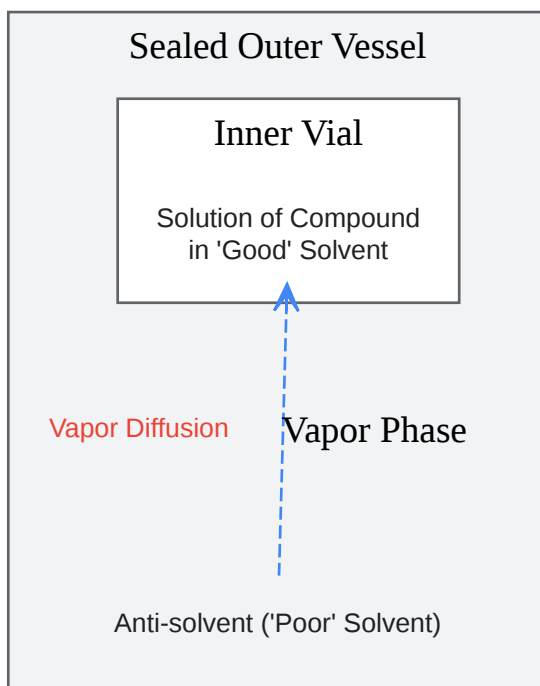 Sealed Outer Vessel
Inner Vial
Solution of Compound
in 'Good' Solvent
Vapor Diffusion
Vapor Phase
Anti-solvent ('Poor' Solvent)